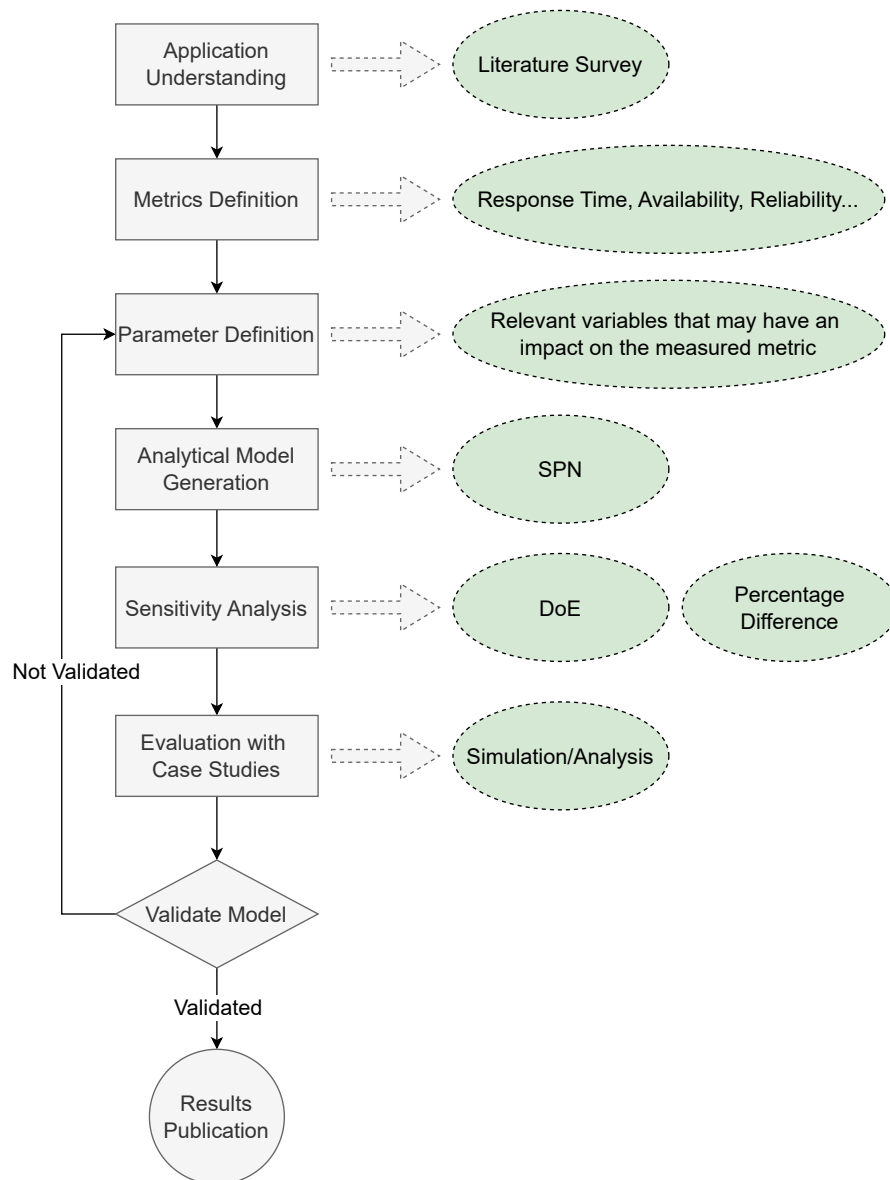 Application
Understanding
Literature Survey
Metrics Definition
Response Time, Availability, Reliability...
Parameter Definition
Relevant variables that may have an
impact on the measured metric
Analytical Model
Generation
SPN
Sensitivity Analysis
DoE
Percentage
Difference
Not Validated
Evaluation with
Case Studies
Simulation/Analysis
Validate Model
Validated
Results
Publication